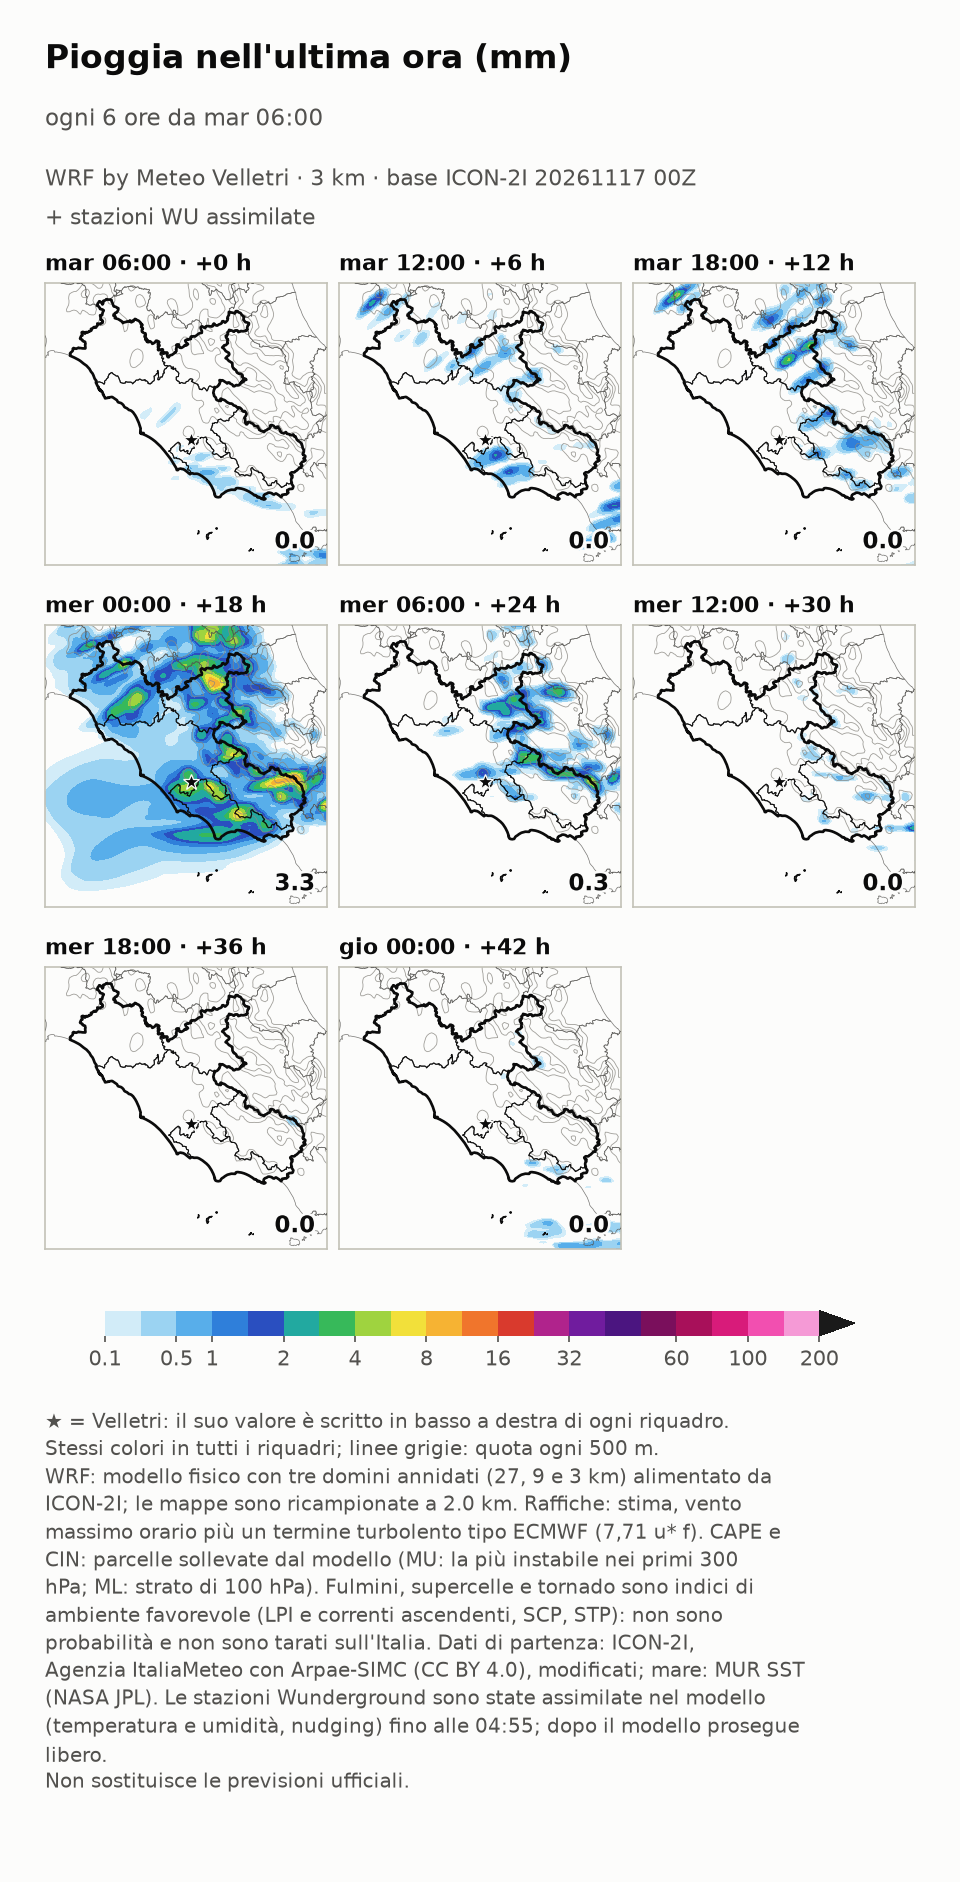 Pioggia nell'ultima ora (mm)
ogni 6 ore da mar 06:00
WRF by Meteo Velletri · 3 km · base ICON-2I 20261117 00Z
+ stazioni WU assimilate
mar 06:00 · +0 h
mar 12:00 · +6 h
mar 18:00 · +12 h
0.0
0.0
0.0
mer 00:00 · +18 h
mer 06:00 · +24 h
mer 12:00 · +30 h
3.3
0.3
0.0
mer 18:00 · +36 h
gio 00:00 · +42 h
0.0
0.0
0.1 0.5 1 2 4 8 16 32 60 100 200
★ = Velletri: il suo valore è scritto in basso a destra di ogni riquadro.
Stessi colori in tutti i riquadri; linee grigie: quota ogni 500 m.
WRF: modello fisico con tre domini annidati (27, 9 e 3 km) alimentato da
ICON-2I; le mappe sono ricampionate a 2.0 km. Raffiche: stima, vento
massimo orario più un termine turbolento tipo ECMWF (7,71 u* f). CAPE e
CIN: parcelle sollevate dal modello (MU: la più instabile nei primi 300
hPa; ML: strato di 100 hPa). Fulmini, supercelle e tornado sono indici di
ambiente favorevole (LPI e correnti ascendenti, SCP, STP): non sono
probabilità e non sono tarati sull'Italia. Dati di partenza: ICON-2I,
Agenzia ItaliaMeteo con Arpae-SIMC (CC BY 4.0), modificati; mare: MUR SST
(NASA JPL). Le stazioni Wunderground sono state assimilate nel modello
(temperatura e umidità, nudging) fino alle 04:55; dopo il modello prosegue
libero.
Non sostituisce le previsioni ufficiali.